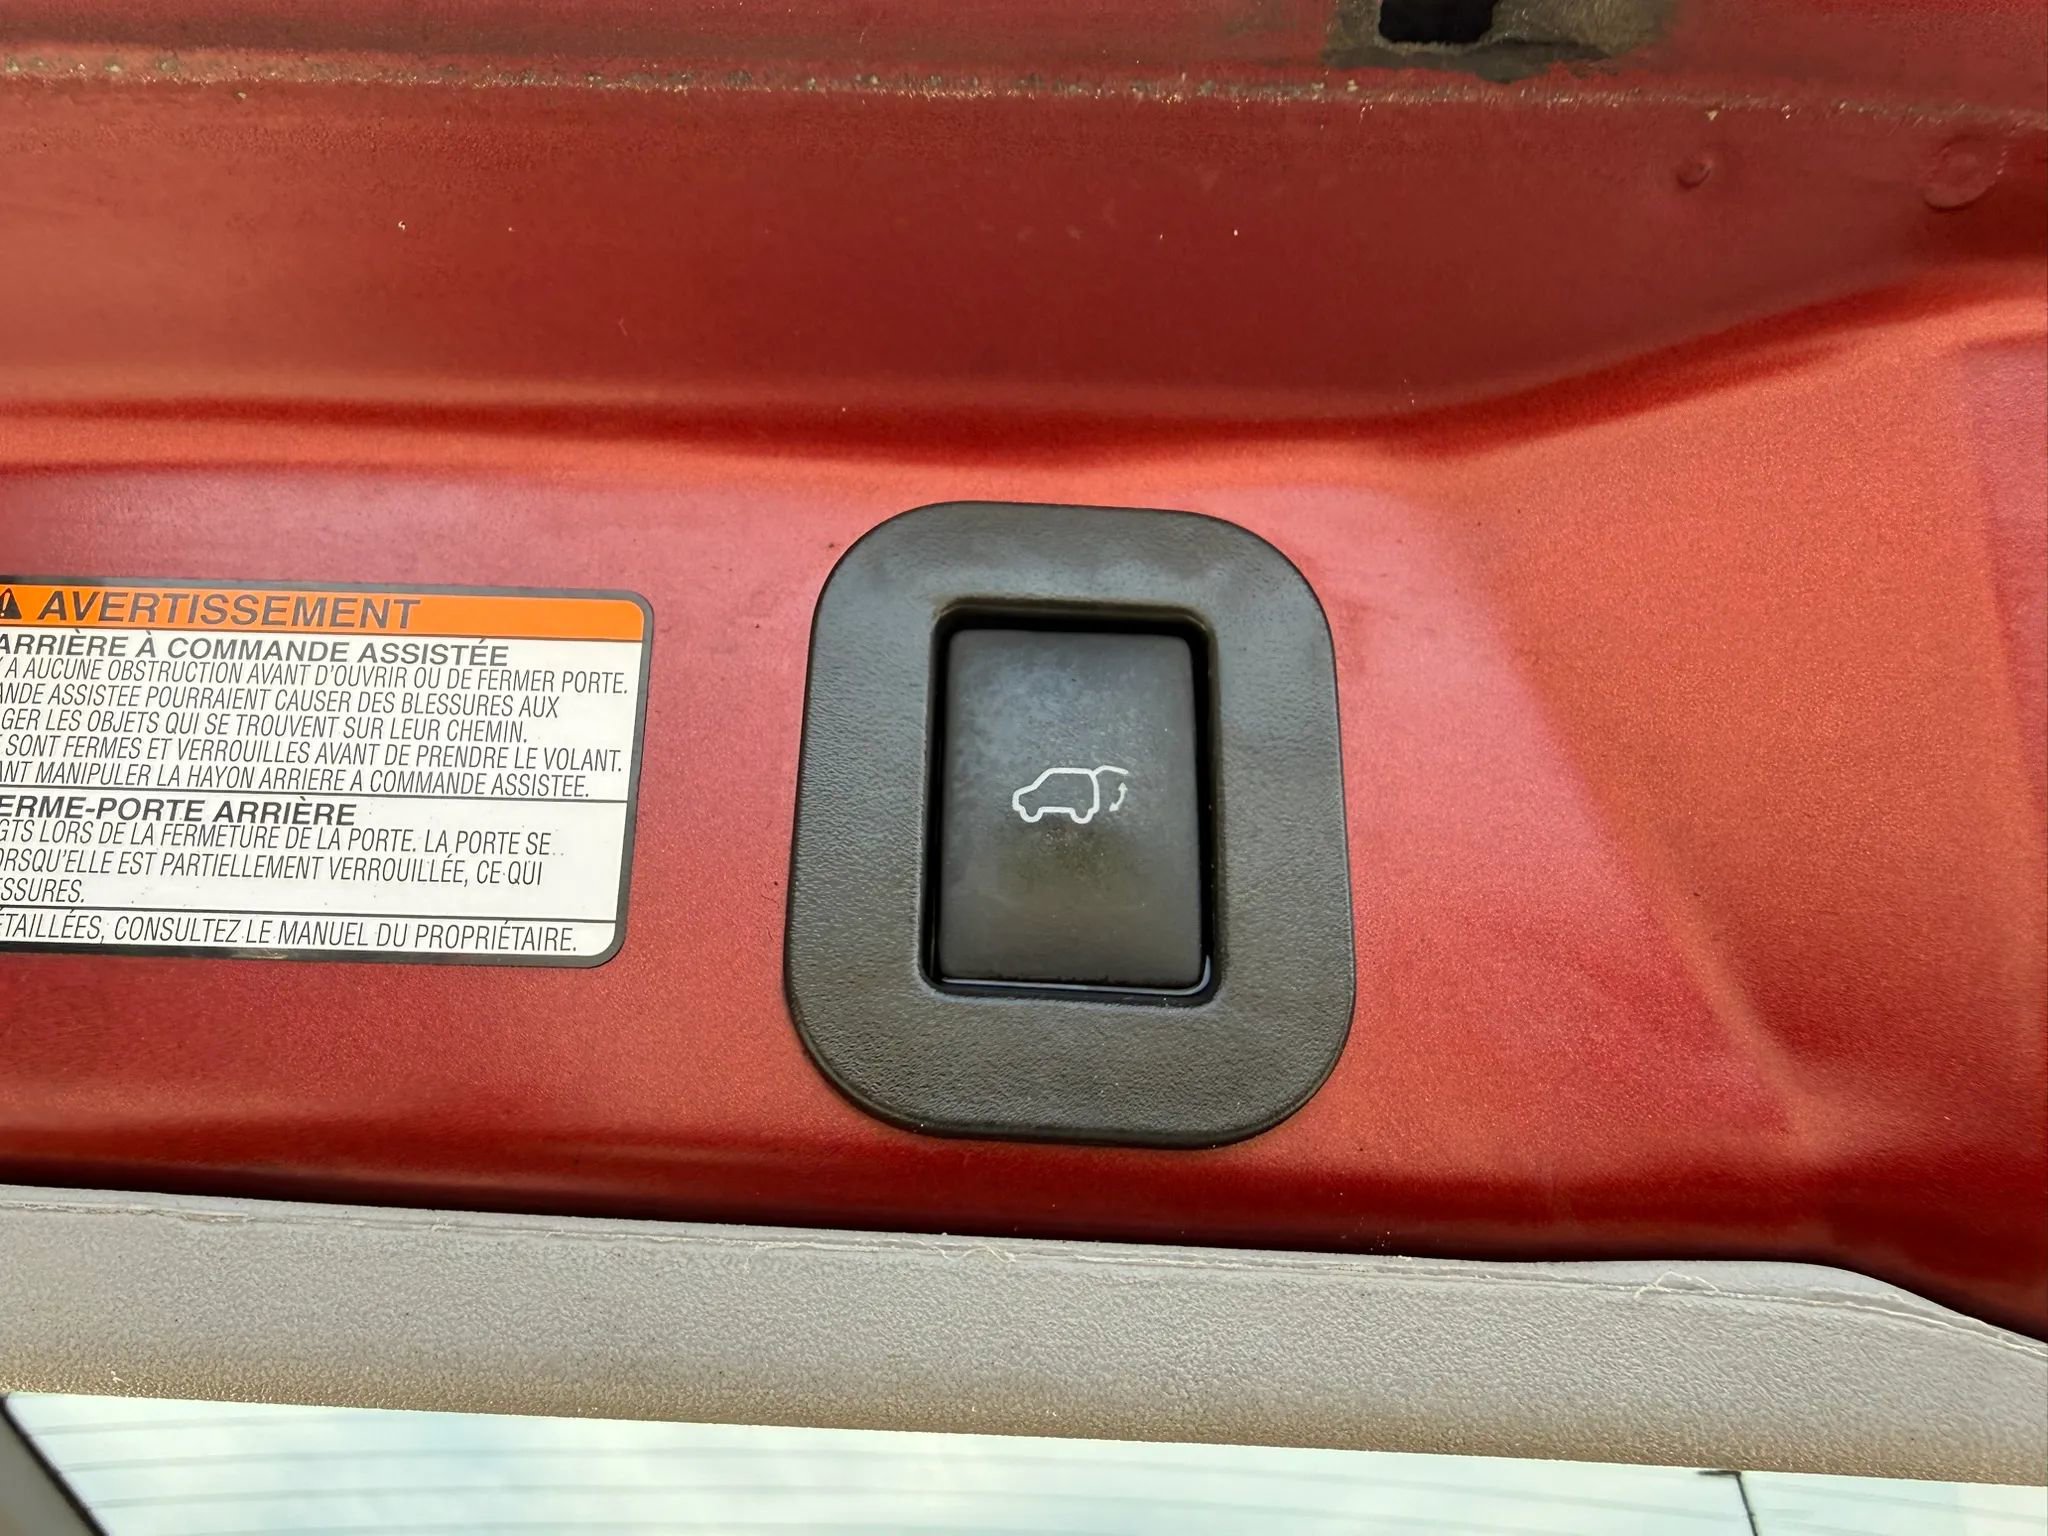 AVERTISSEMENT
ARRIÈRE À COMMANDE ASSISTÉE
Y A AUCUNE OBSTRUCTION AVANT D'OUVRIR OU DE FERMER PORTE.
ANDE ASSISTEE POURRAIENT CAUSER DES BLESSURES AUX
GER LES OBJETS QUI SE TROUVENT SUR LEUR CHEMIN.
SONT FERMES ET VERROUILLES AVANT DE PRENDRE LE VOLANT.
ANT MANIPULER LA HAYON ARRIERE A COMMANDE ASSISTEE.
ERME-PORTE ARRIÈRE
GTS LORS DE LA FERMETURE DE LA PORTE. LA PORTE SE
ORSQU'ELLE EST PARTIELLEMENT VERROUILLÉE, CE QUI
ESSURES.
ÉTAILLÉES, CONSULTEZ LE MANUEL DU PROPRIÉTAIRE.